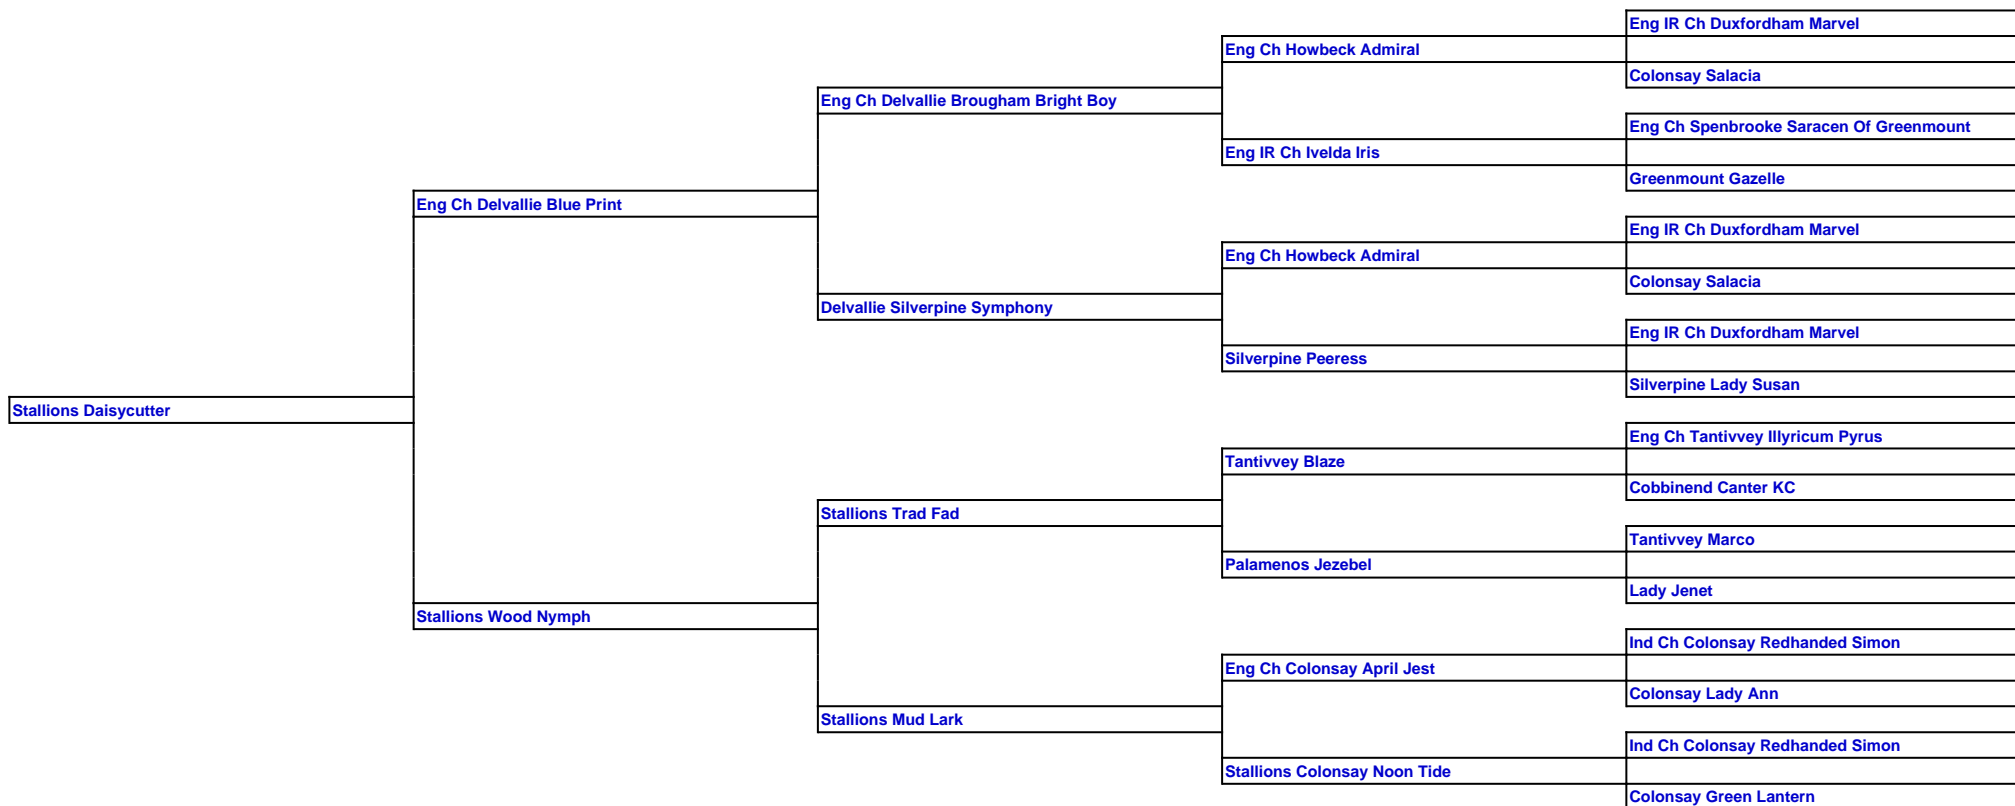 Eng IR Ch Duxfordham Marvel
Eng Ch Howbeck Admiral
Colonsay Salacia
Eng Ch Delvallie Brougham Bright Boy
Eng Ch Spenbrooke Saracen Of Greenmount
Eng IR Ch Ivelda Iris
Greenmount Gazelle
Eng Ch Delvallie Blue Print
Eng IR Ch Duxfordham Marvel
Eng Ch Howbeck Admiral
Colonsay Salacia
Delvallie Silverpine Symphony
Eng IR Ch Duxfordham Marvel
Silverpine Peeress
Silverpine Lady Susan
Stallions Daisycutter
Eng Ch Tantivvey Illyricum Pyrus
Tantivvey Blaze
Cobbinend Canter KC
Stallions Trad Fad
Tantivvey Marco
Palamenos Jezebel
Lady Jenet
Stallions Wood Nymph
Ind Ch Colonsay Redhanded Simon
Eng Ch Colonsay April Jest
Colonsay Lady Ann
Stallions Mud Lark
Ind Ch Colonsay Redhanded Simon
Stallions Colonsay Noon Tide
Colonsay Green Lantern